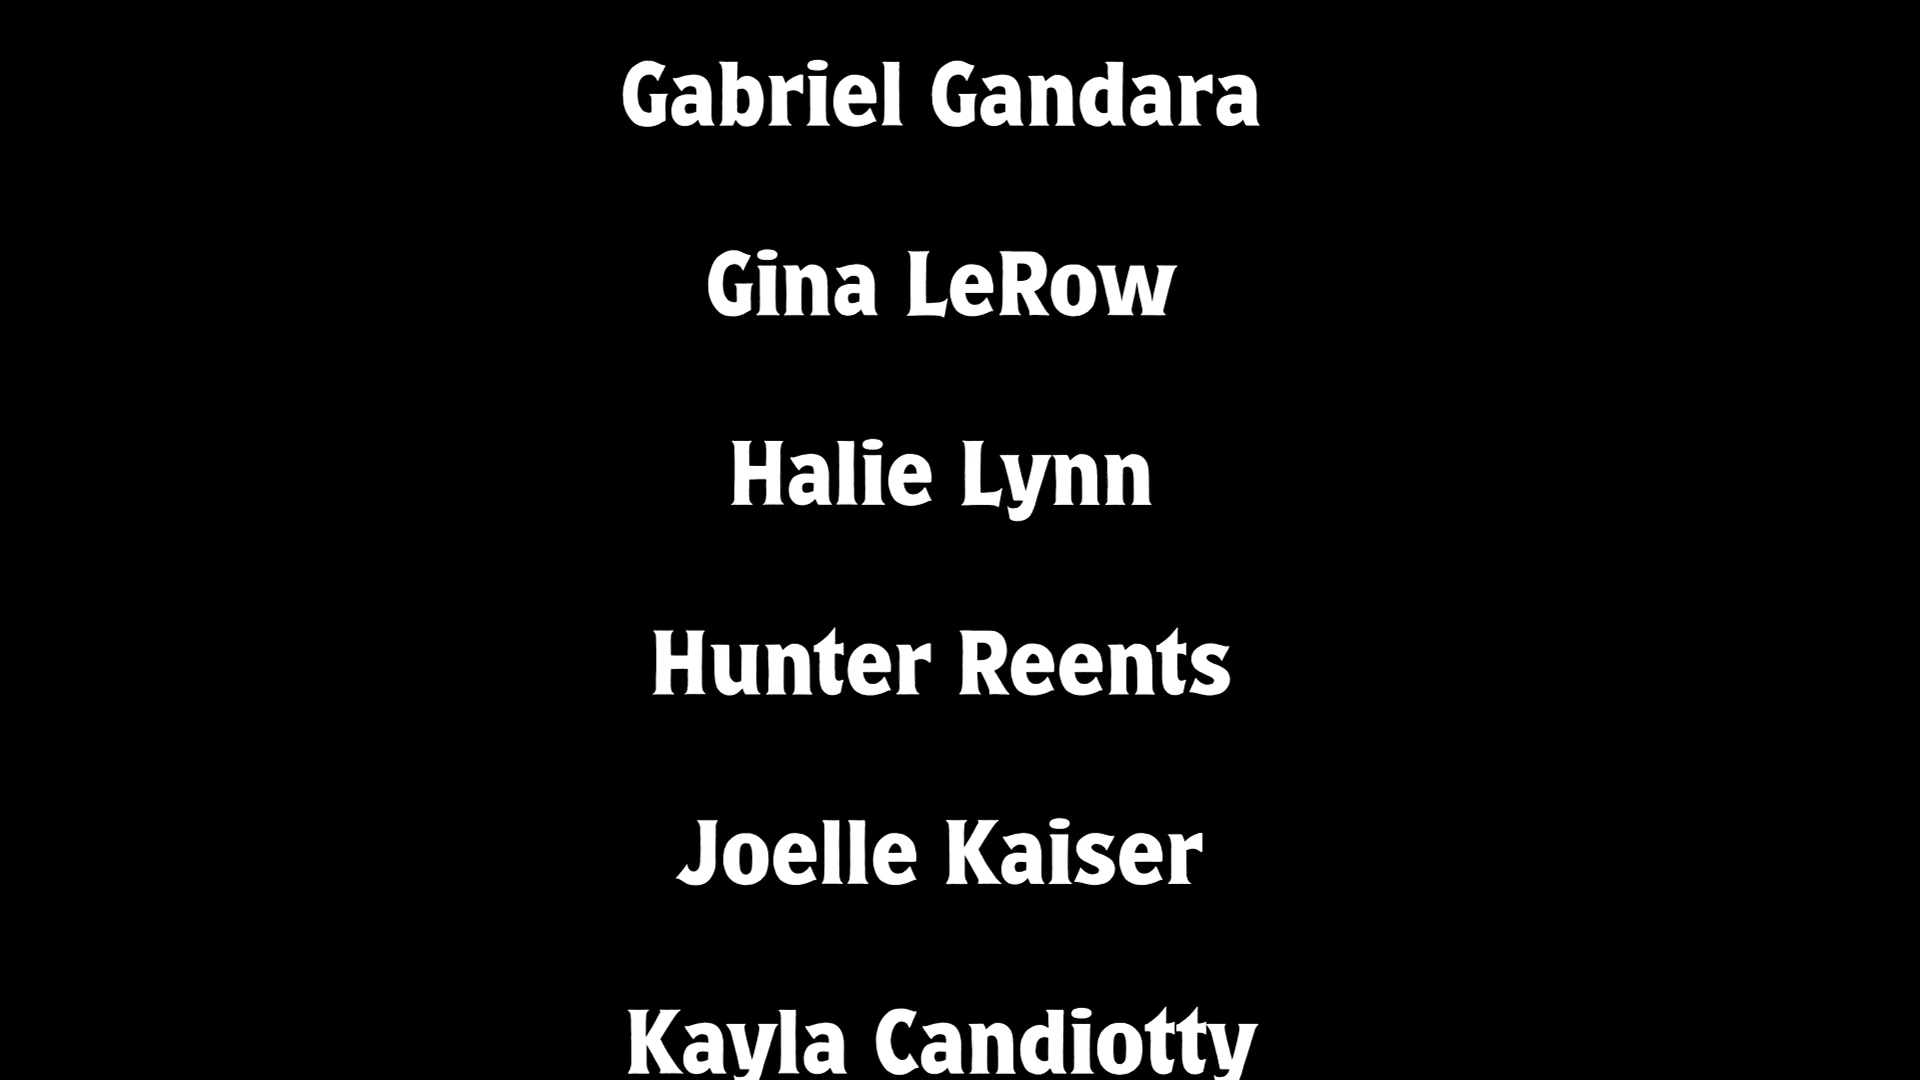 Gabriel Gandara
Gina LeRow
Halie Lynn
Hunter Reents
Joelle Kaiser
Kayla Candiotty